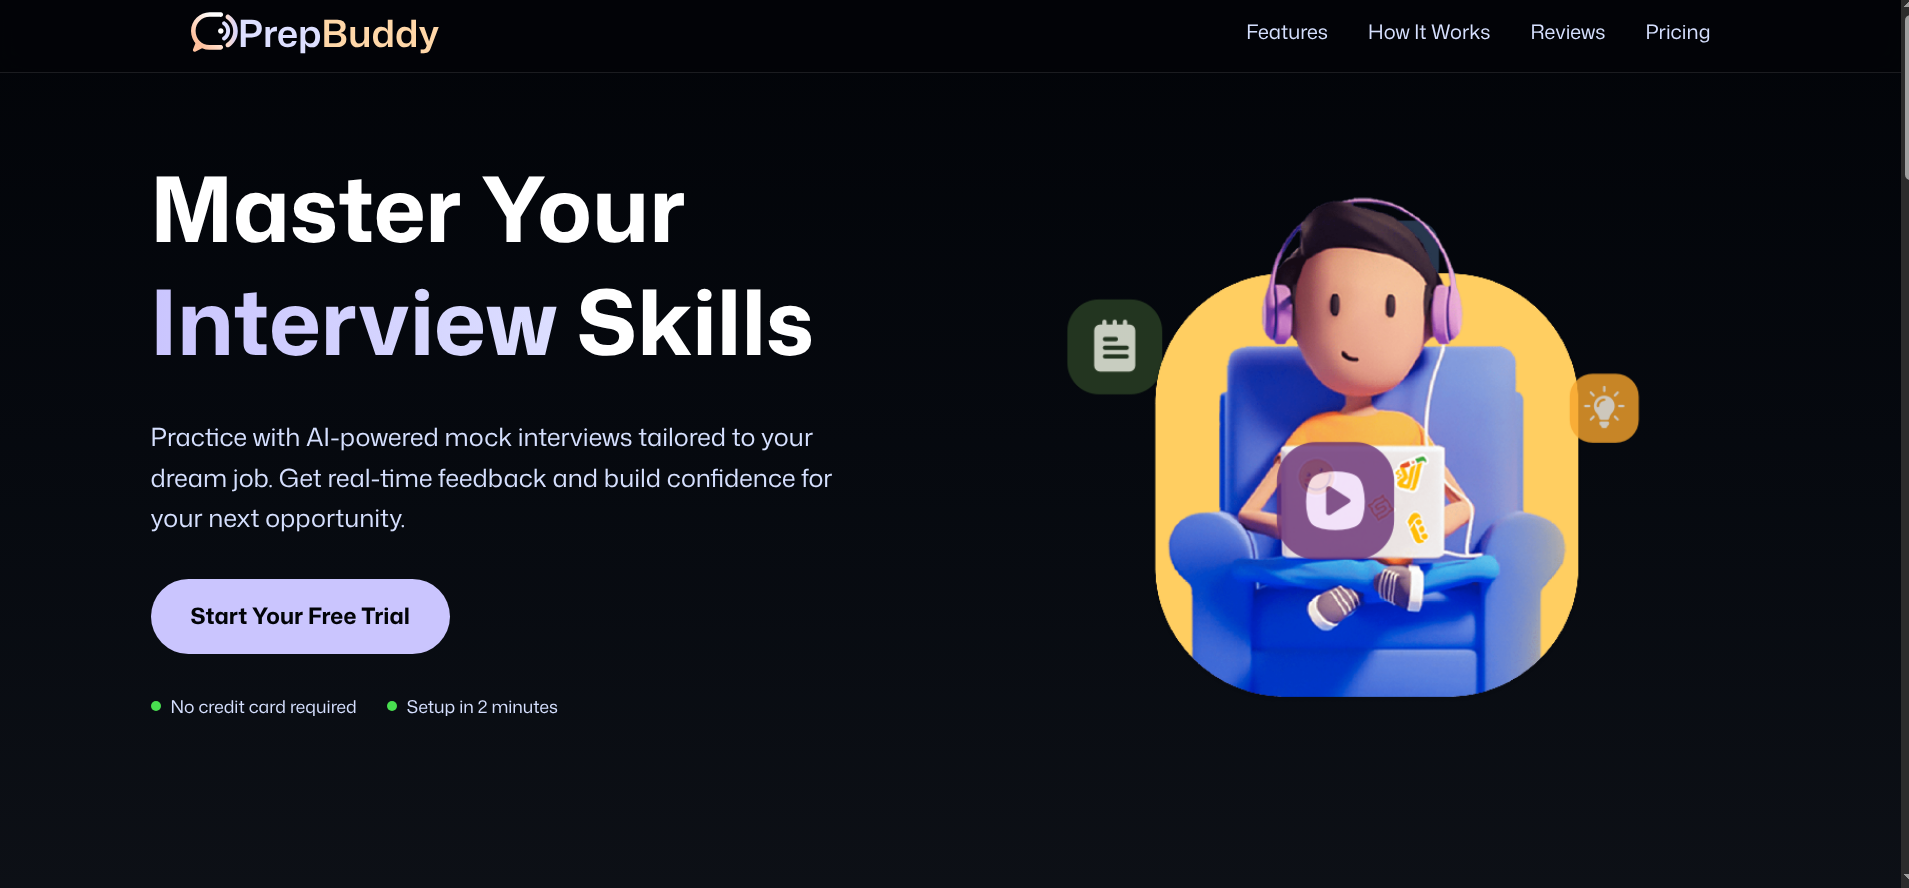 PrepBuddy
Features
How It Works
Reviews
Pricing
Master Your
Interview Skills
Practice with AI-powered mock interviews tailored to your
dream job. Get real-time feedback and build confidence for
your next opportunity.
Start Your Free Trial
No credit card required
Setup in 2 minutes